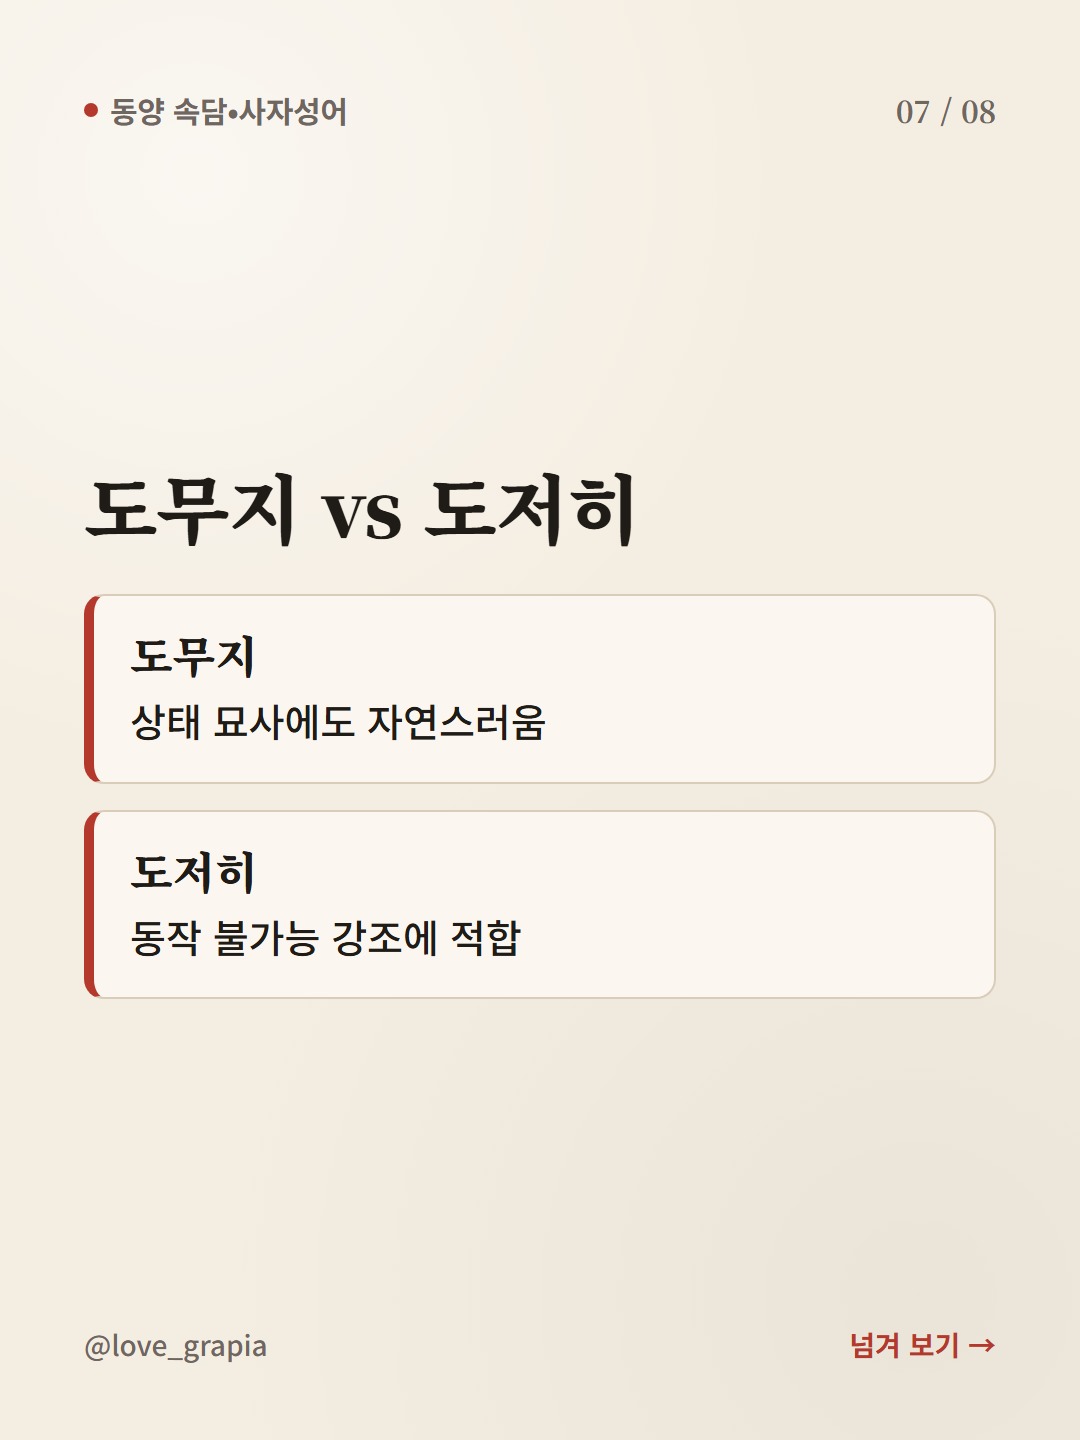 동양 속담•사자성어
07 / 08
도무지 vs 도저히
도무지
상태 묘사에도 자연스러움
도저히
동작 불가능 강조에 적합
@love_grapia
넘겨 보기 →